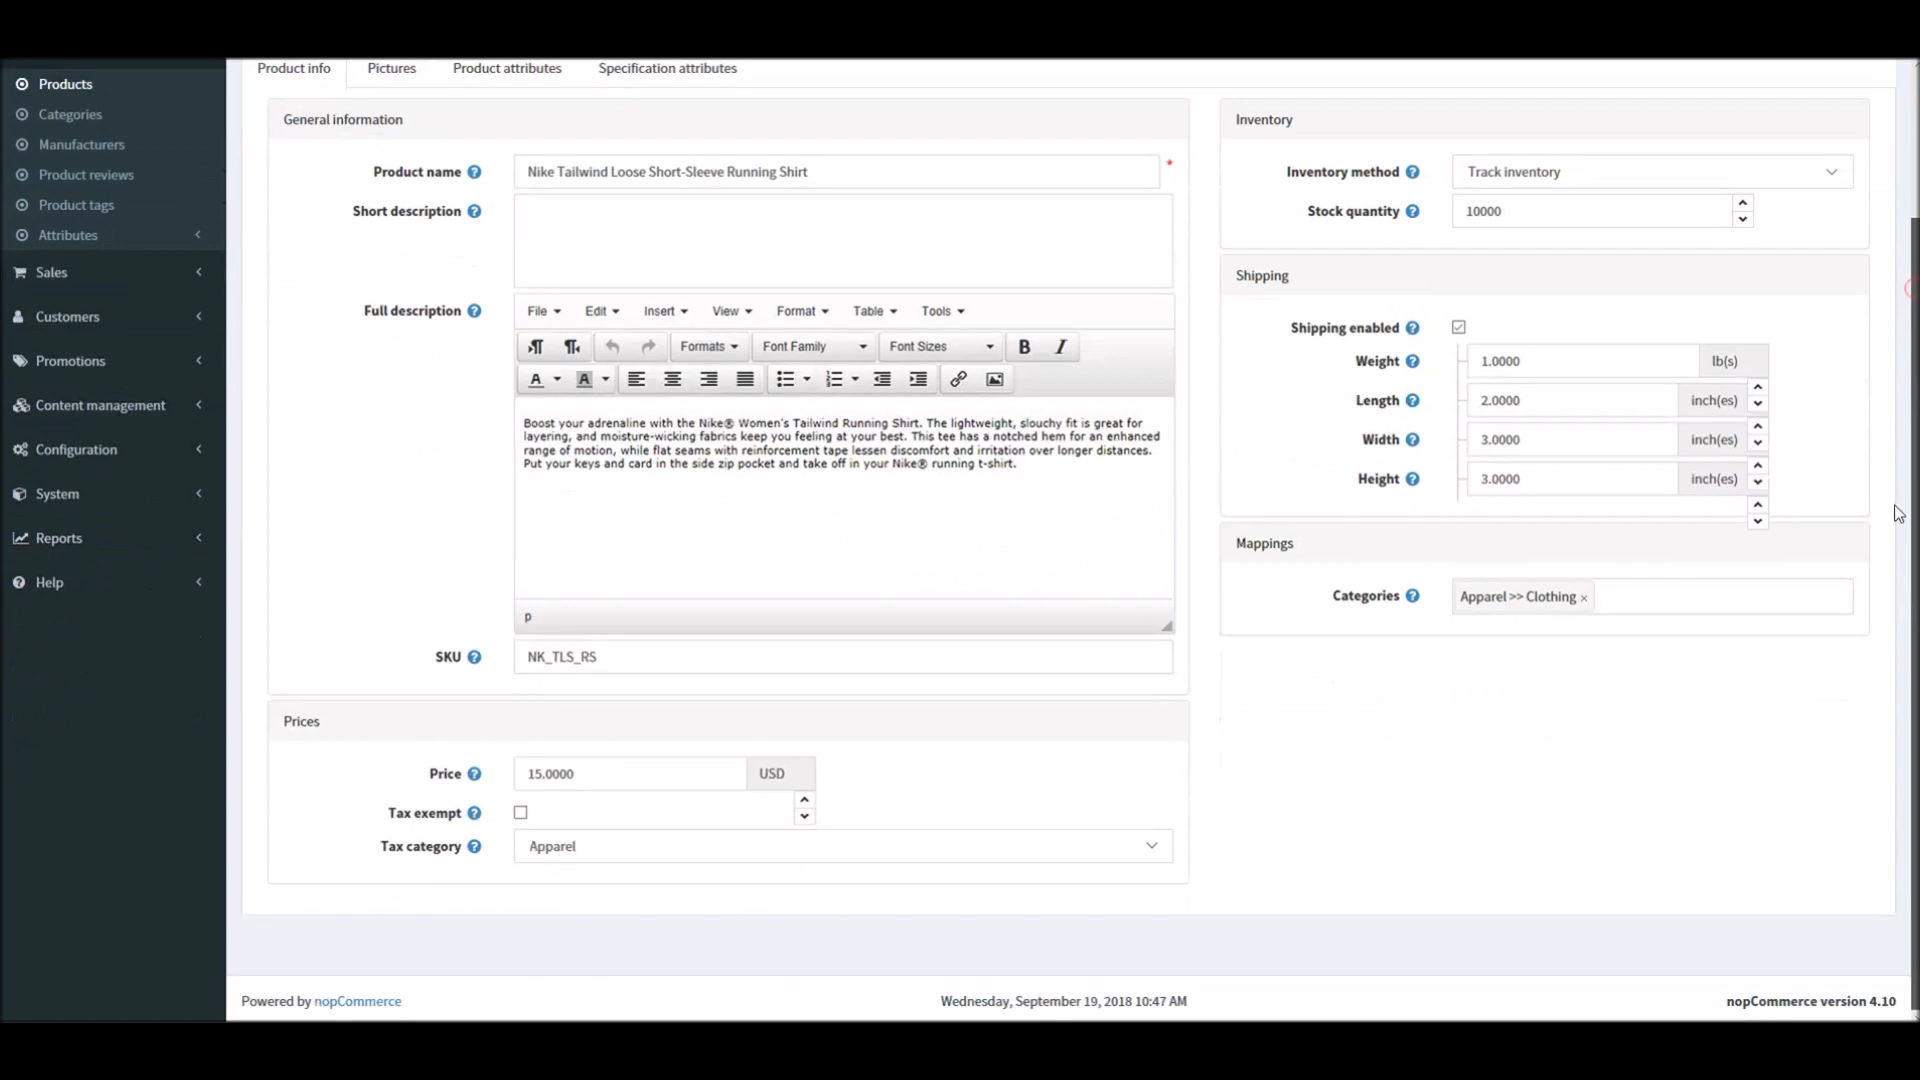 Product info
Pictures
Product attributes
Specification attributes
Products
Categories
Manufacturers
Product reviews
Product tags
Attributes
Sales
Customers
Promotions
Content management
Configuration
System
Reports
Help
General information
Product name
Nike Tailwind Loose Short-Sleeve Running Shirt
*
Short description
Full description
File
Edit
Insert
View
Format
Table
Tools
Formats
Font Family
Font Sizes
B
I
A
A
Boost your adrenaline with the Nike® Women's Tailwind Running Shirt. The lightweight, slouchy fit is great for
layering, and moisture-wicking fabrics keep you feeling at your best. This tee has a notched hem for an enhanced
range of motion, while flat seams with reinforcement tape lessen discomfort and irritation over longer distances.
Put your keys and card in the side zip pocket and take off in your Nike® running t-shirt.
p
SKU
NK_TLS_RS
Prices
Price
15.0000
USD
Tax exempt
Tax category
Apparel
Inventory
Inventory method
Track inventory
Stock quantity
10000
Shipping
Shipping enabled
Weight
1.0000
lb(s)
Length
2.0000
inch(es)
Width
3.0000
inch(es)
Height
3.0000
inch(es)
Mappings
Categories
Apparel >> Clothing ×
Powered by nopCommerce
Wednesday, September 19, 2018 10:47 AM
nopCommerce version 4.10